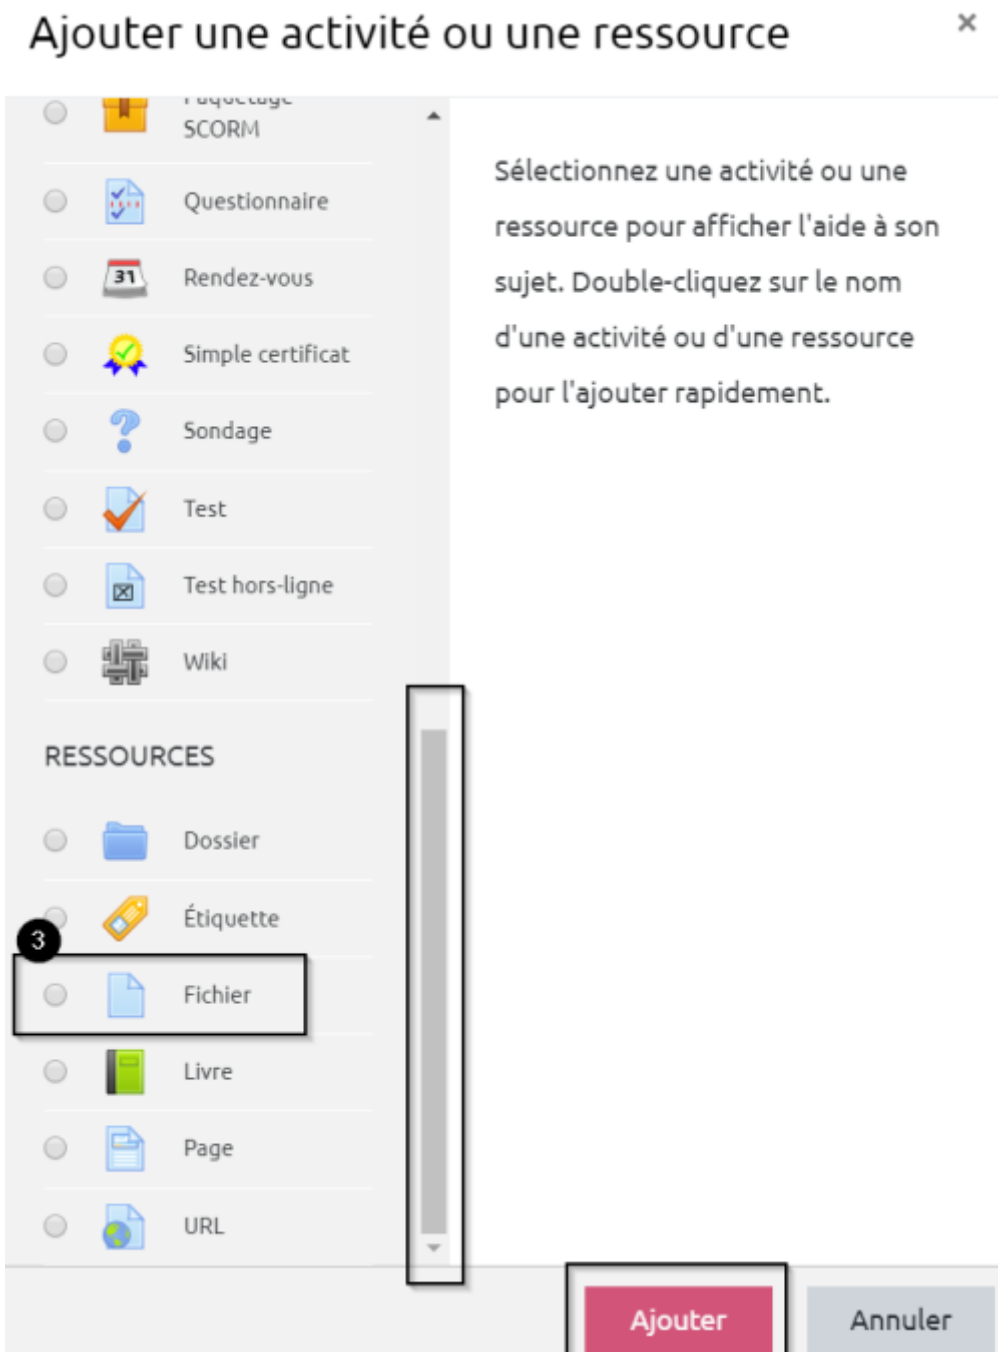 Ajouter une activité ou une ressource
×
Paquetage
SCORM
Questionnaire
31
Rendez-vous
Simple certificat
Sondage
Test
Test hors-ligne
Wiki
RESSOURCES
Dossier
Étiquette
3
Fichier
Livre
Page
URL
Sélectionnez une activité ou une
ressource pour afficher l'aide à son
sujet. Double-cliquez sur le nom
d'une activité ou d'une ressource
pour l'ajouter rapidement.
Ajouter
Annuler